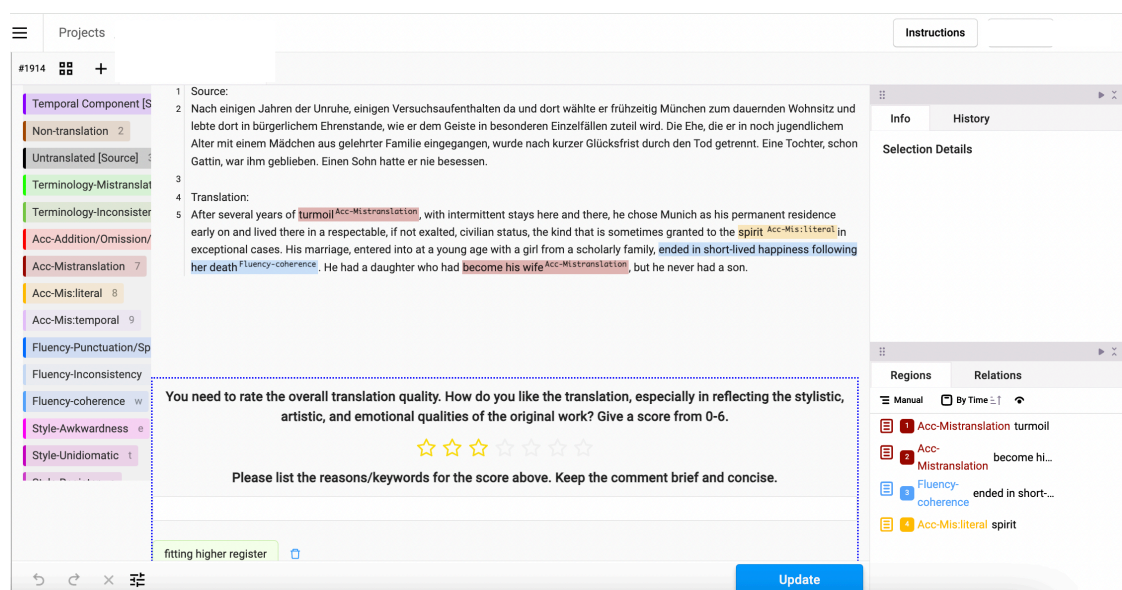 Projects
Instructions
#1914
Temporal Component [S
Non-translation 2
Untranslated [Source]
Terminology-Mistranslat
Terminology-Inconsister
Acc-Addition/Omission/
Acc-Mistranslation 7
Acc-Mis:literal 8
Acc-Mis:temporal 9
Fluency-Punctuation/Sp
Fluency-Inconsistency
Fluency-coherence w
Style-Awkwardness e
Style-Unidiomatic t
1 Source:
2 Nach einigen Jahren der Unruhe, einigen Versuchsaufenthalten da und dort wählte er frühzeitig München zum dauernden Wohnsitz und
lebte dort in bürgerlichem Ehrenstande, wie er dem Geiste in besonderen Einzelfällen zuteil wird. Die Ehe, die er in noch jugendlichem
Alter mit einem Mädchen aus gelehrter Familie eingegangen, wurde nach kurzer Glücksfrist durch den Tod getrennt. Eine Tochter, schon
Gattin, war ihm geblieben. Einen Sohn hatte er nie besessen.
3
4 Translation:
5 After several years of turmoil Acc-Mistranslation, with intermittent stays here and there, he chose Munich as his permanent residence
early on and lived there in a respectable, if not exalted, civilian status, the kind that is sometimes granted to the spirit Acc-Mis:literal in
exceptional cases. His marriage, entered into at a young age with a girl from a scholarly family, ended in short-lived happiness following
her death Fluency-coherence. He had a daughter who had become his wife Acc-Mistranslation, but he never had a son.
You need to rate the overall translation quality. How do you like the translation, especially in reflecting the stylistic,
artistic, and emotional qualities of the original work? Give a score from 0-6.
Please list the reasons/keywords for the score above. Keep the comment brief and concise.
fitting higher register
Update
Info History
Selection Details
Regions Relations
Manual By Time
1 Acc-Mistranslation turmoil
2 Acc-
Mistranslation become hi...
3 Fluency-
coherence ended in short-...
4 Acc-Mis:literal spirit